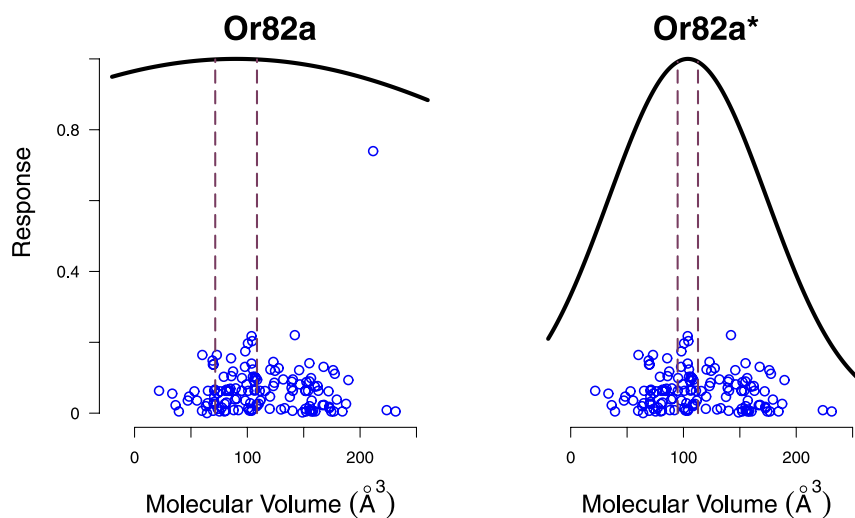 Or82a Or82a*
Response
0.8
0.4
0
0 100 200 0 100 200
Molecular Volume (Å³) Molecular Volume (Å³)